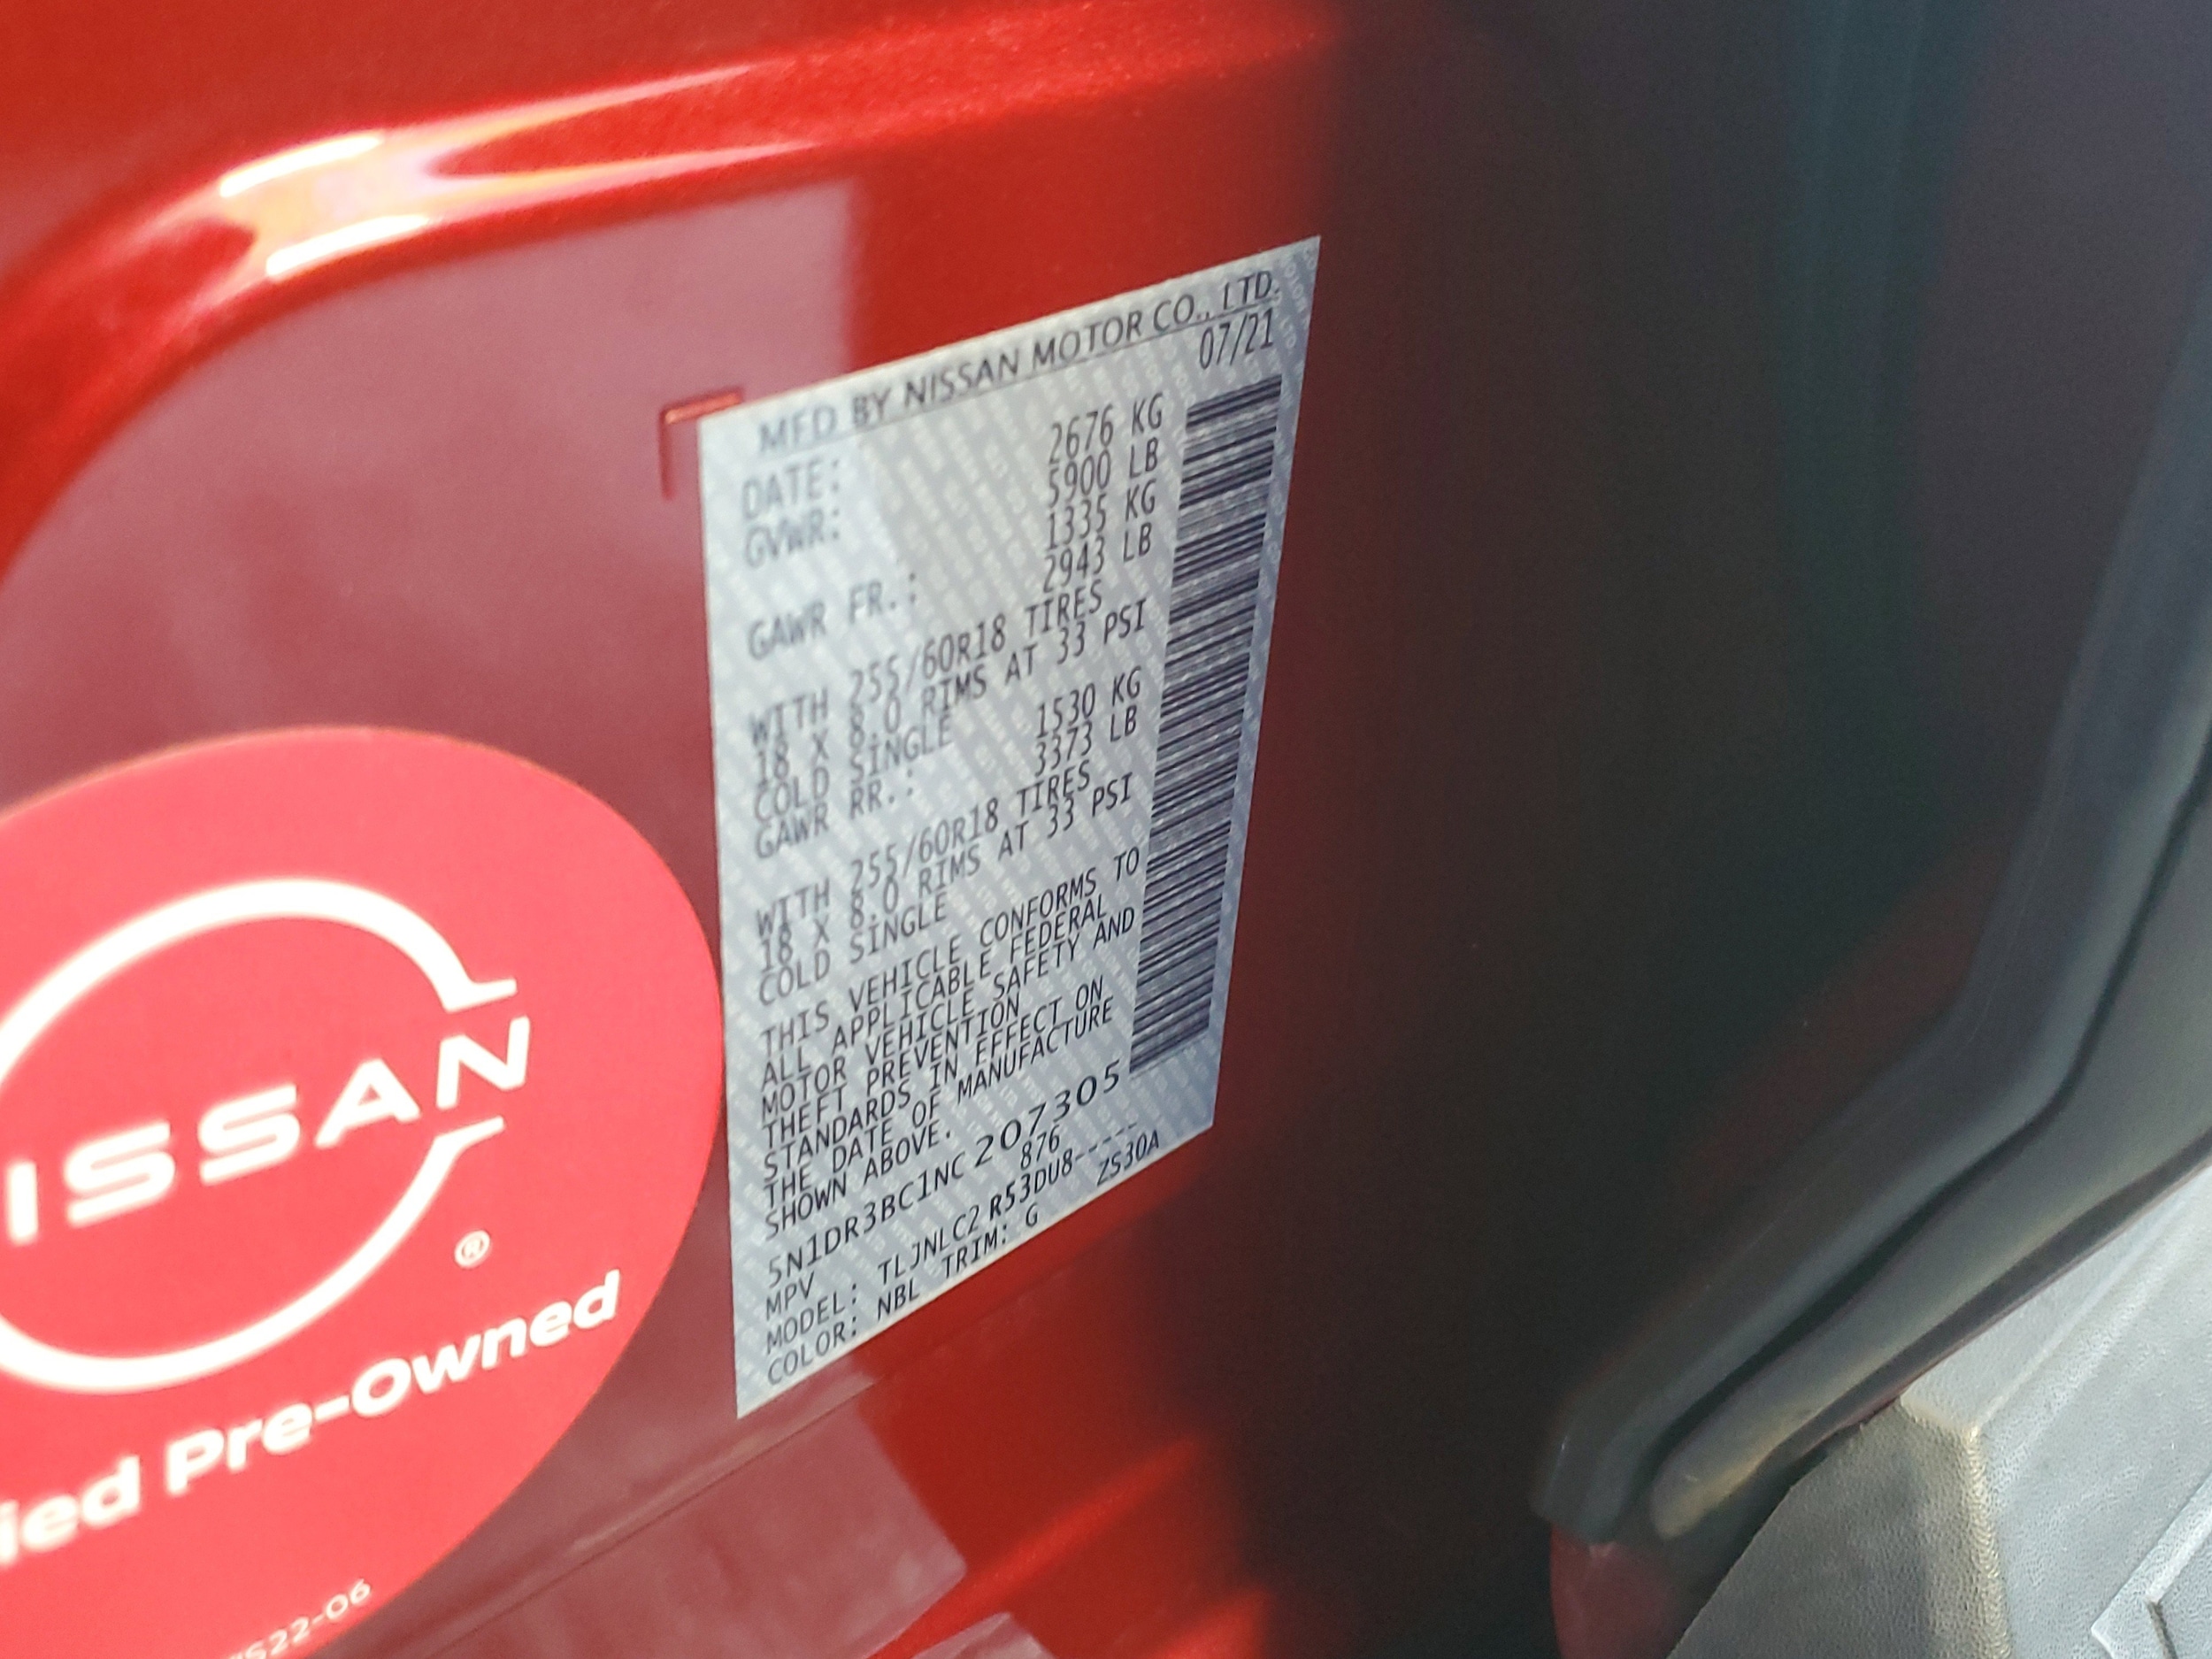 MFD BY NISSAN MOTOR CO., LTD.
DATE: 07/21
GVWR: 2676 KG
5900 LB
GAWR FR.: 1335 KG
2943 LB
WITH 255/60R18 TIRES
18 X 8.0 RIMS AT 33 PSI
COLD SINGLE
GAWR RR.: 1530 KG
3373 LB
WITH 255/60R18 TIRES
18 X 8.0 RIMS AT 33 PSI
COLD SINGLE
THIS VEHICLE CONFORMS TO
ALL APPLICABLE FEDERAL
MOTOR VEHICLE SAFETY AND
THEFT PREVENTION
STANDARDS IN EFFECT ON
THE DATE OF MANUFACTURE
SHOWN ABOVE.
5N1DR3BC1NC207305
MPV 876
MODEL: TLJNLC2 R53DU8-----
COLOR: NBL TRIM: G ZS30A
ISSAN
®
ied Pre-Owned
S22-06